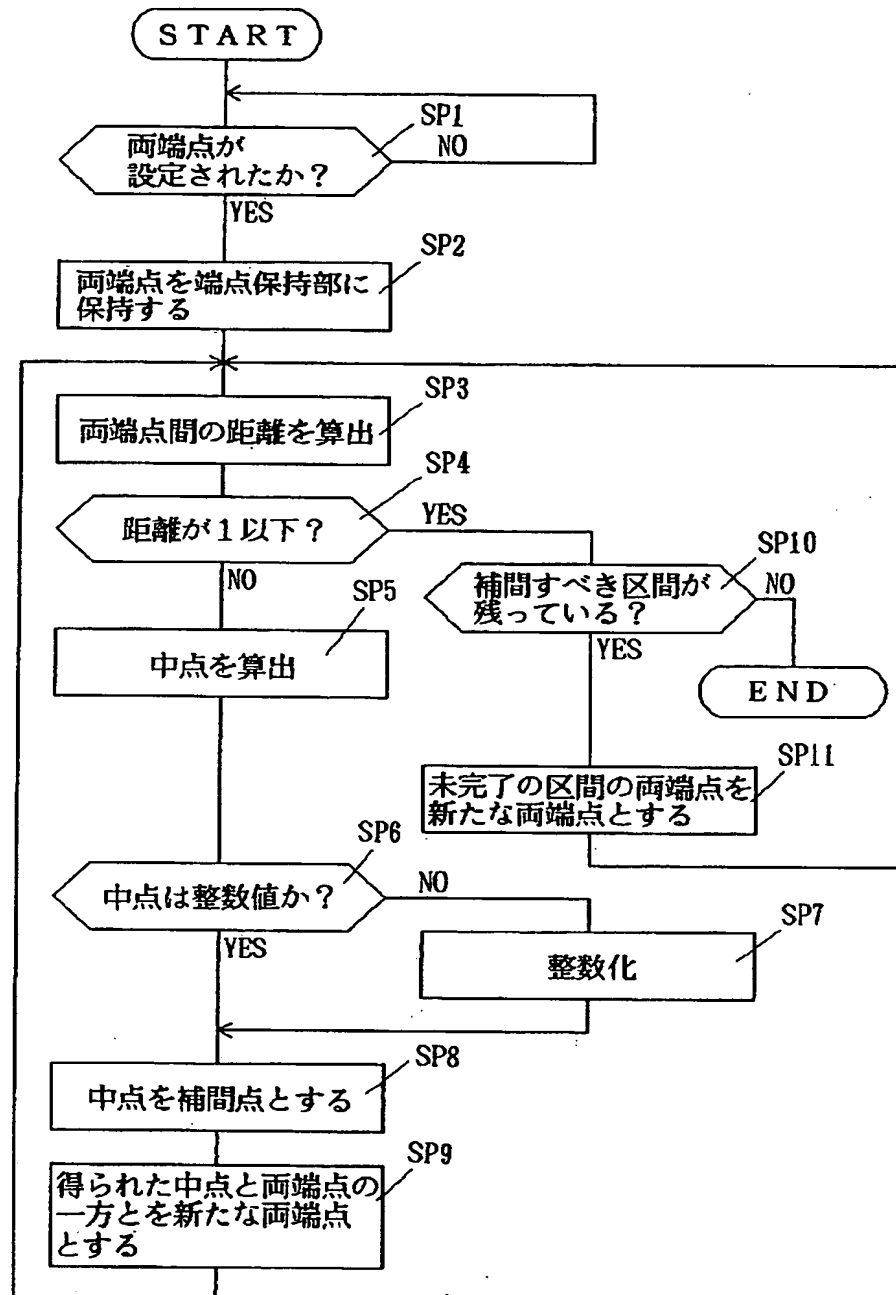 START
SP1
両端点が
設定されたか？
NO
YES
SP2
両端点を端点保持部に
保持する
SP3
両端点間の距離を算出
SP4
距離が１以下？
YES
NO
SP10
補間すべき区間が
残っている？
NO
YES
END
SP5
中点を算出
SP11
未完了の区間の両端点を
新たな両端点とする
SP6
中点は整数値か？
NO
YES
SP7
整数化
SP8
中点を補間点とする
SP9
得られた中点と両端点の
一方とを新たな両端点
とする